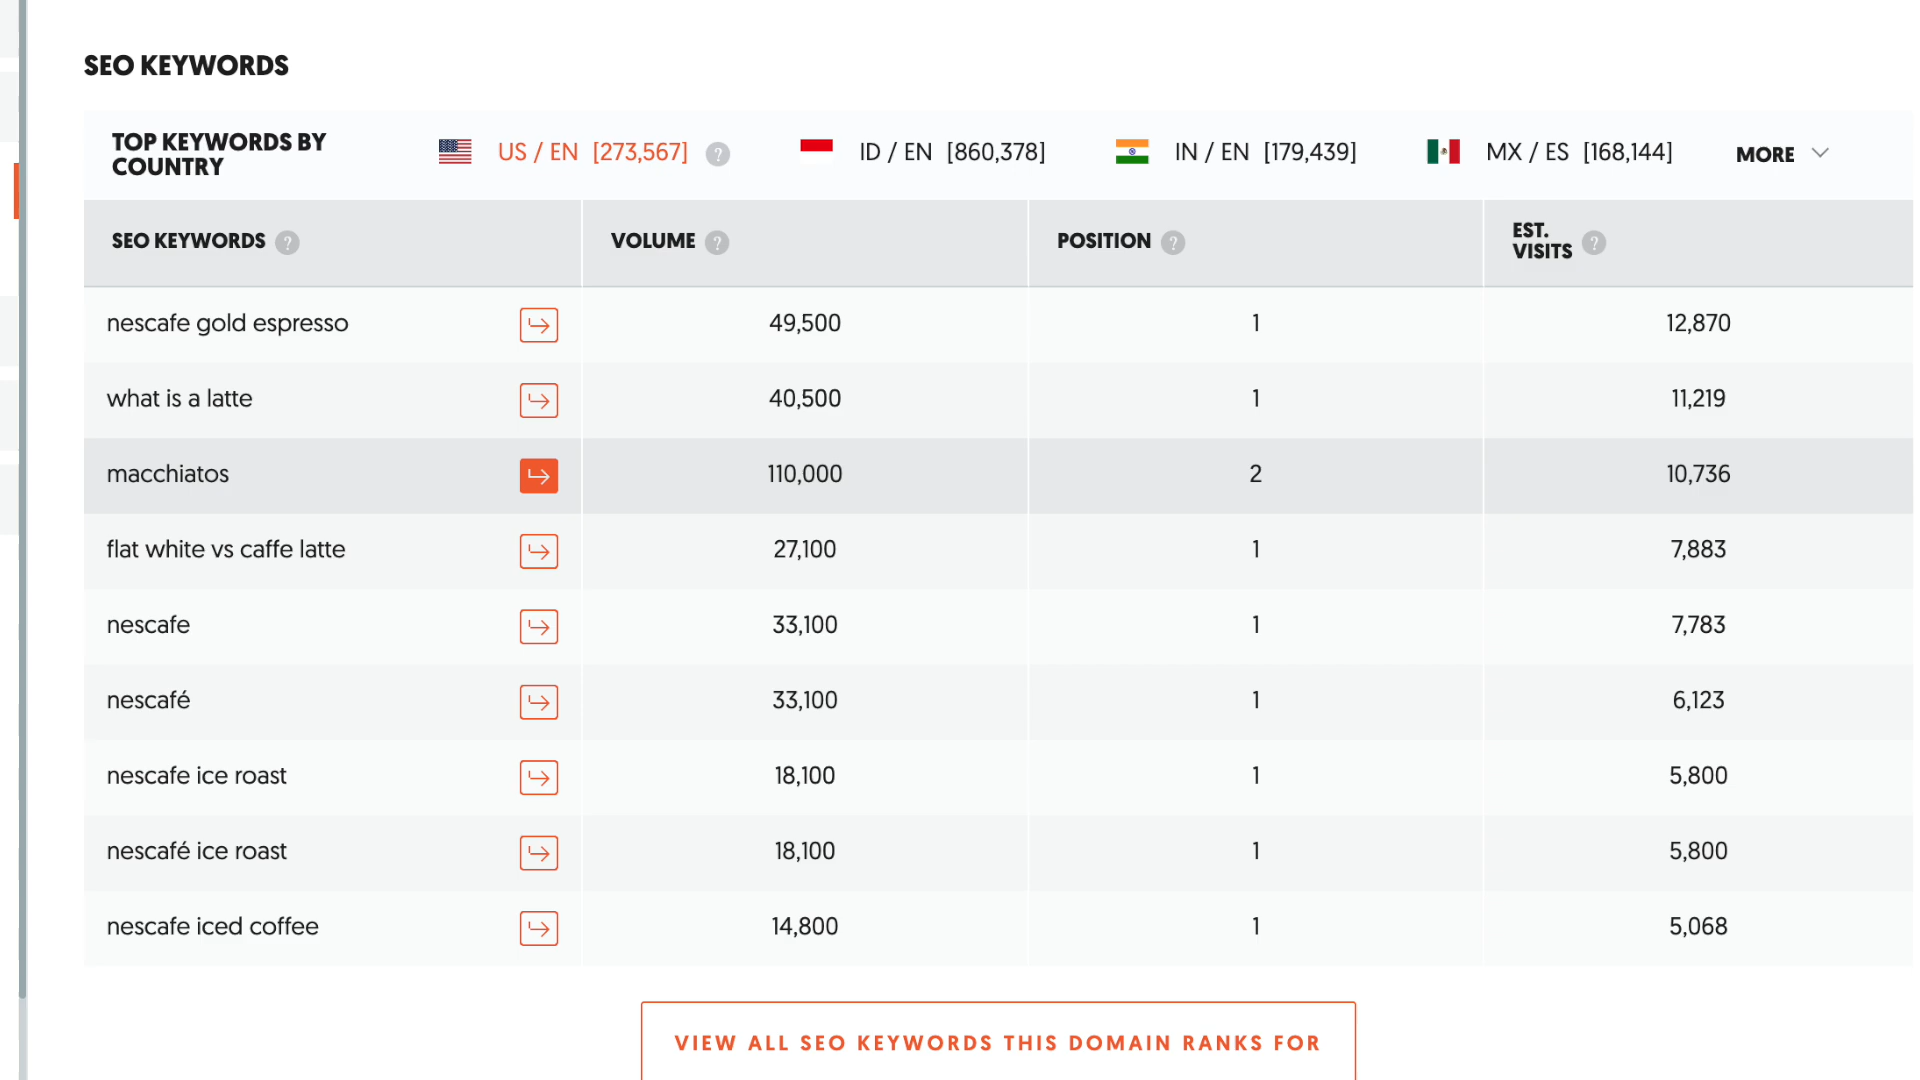 SEO KEYWORDS
TOP KEYWORDS BY COUNTRY US / EN [273,567] ? ID / EN [860,378] IN / EN [179,439] MX / ES [168,144] MORE
SEO KEYWORDS ? VOLUME ? POSITION ? EST. VISITS ?
nescafe gold espresso 49,500 1 12,870
what is a latte 40,500 1 11,219
macchiatos 110,000 2 10,736
flat white vs caffe latte 27,100 1 7,883
nescafe 33,100 1 7,783
nescafé 33,100 1 6,123
nescafe ice roast 18,100 1 5,800
nescafé ice roast 18,100 1 5,800
nescafe iced coffee 14,800 1 5,068
VIEW ALL SEO KEYWORDS THIS DOMAIN RANKS FOR